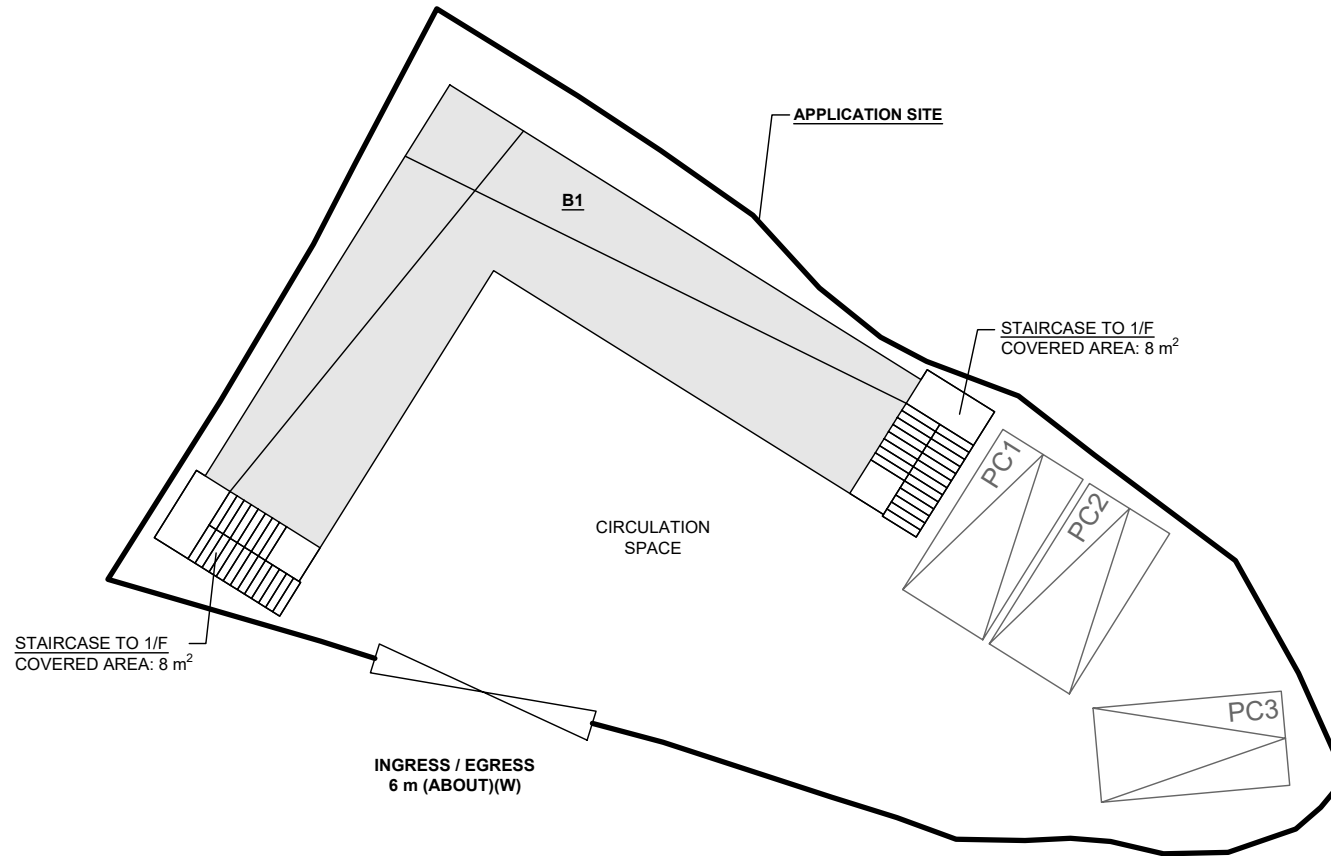 APPLICATION SITE
B1
STAIRCASE TO 1/F
COVERED AREA: 8 m²
PC1
PC2
CIRCULATION
SPACE
STAIRCASE TO 1/F
COVERED AREA: 8 m²
PC3
INGRESS / EGRESS
6 m (ABOUT)(W)